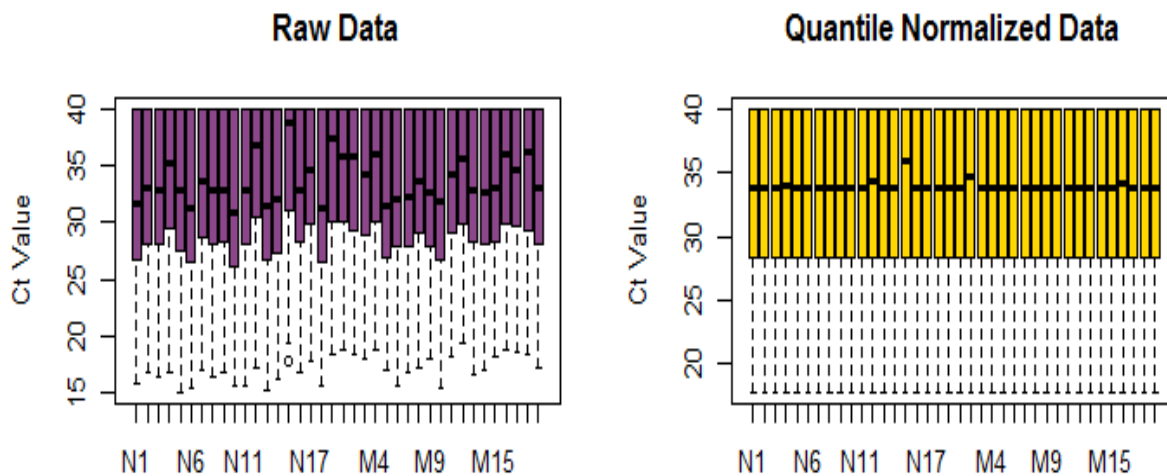 Raw Data
Quantile Normalized Data
Ct Value
40
35
30
25
20
15
N1 N6 N11 N17 M4 M9 M15
Ct Value
40
35
30
25
20
N1 N6 N11 N17 M4 M9 M15